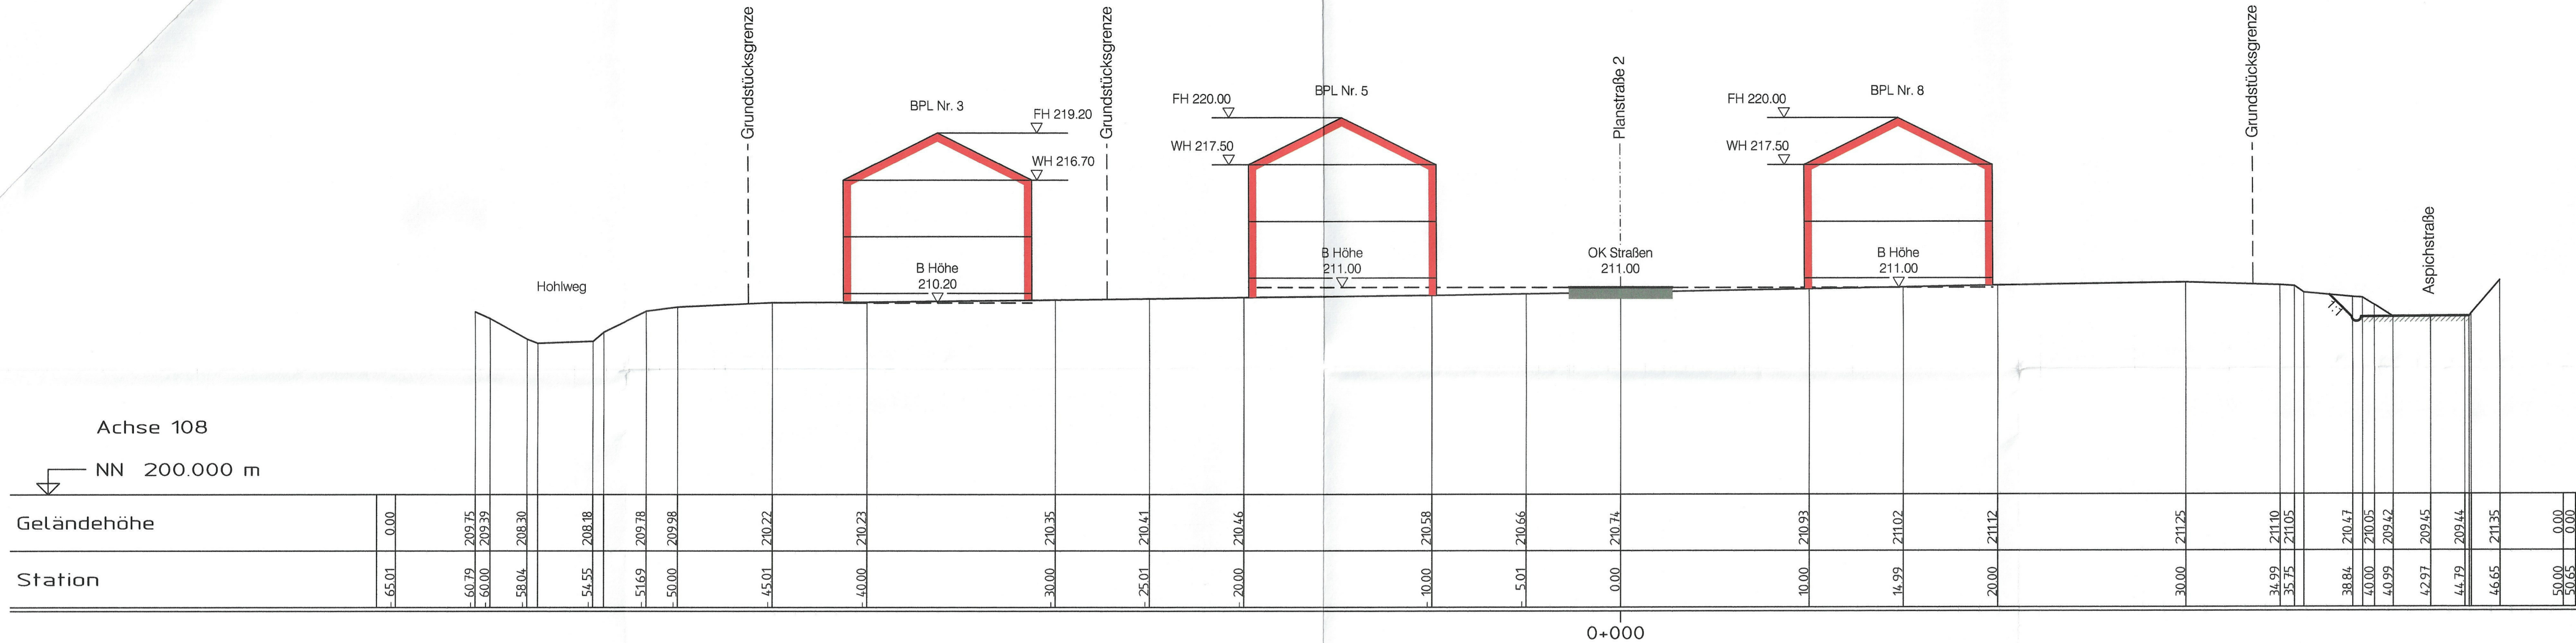 Grundstücksgrenze
Grundstücksgrenze
Planstraße 2
Grundstücksgrenze
BPL Nr. 3
FH 219.20
WH 216.70
B Höhe
210.20
BPL Nr. 5
FH 220.00
WH 217.50
B Höhe
211.00
OK Straßen
211.00
BPL Nr. 8
FH 220.00
WH 217.50
B Höhe
211.00
Hohlweg
Aspichstraße
1:1
Achse 108
NN 200.000 m
Geländehöhe 0.00 209.75 209.39 208.30 208.18 209.78 209.98 210.22 210.23 210.35 210.41 210.46 210.58 210.66 210.74 210.93 211.02 211.12 211.25 211.10 211.05 210.47 210.05 209.42 209.45 209.44 211.35 0.00 0.00
Station -65.01 -60.79 -60.00 -58.04 -54.55 -51.69 -50.00 -45.01 -40.00 -30.00 -25.01 -20.00 -10.00 -5.01 0.00 10.00 14.99 20.00 30.00 34.99 35.75 38.84 40.00 40.99 42.97 44.79 46.65 50.00 50.65
0+000